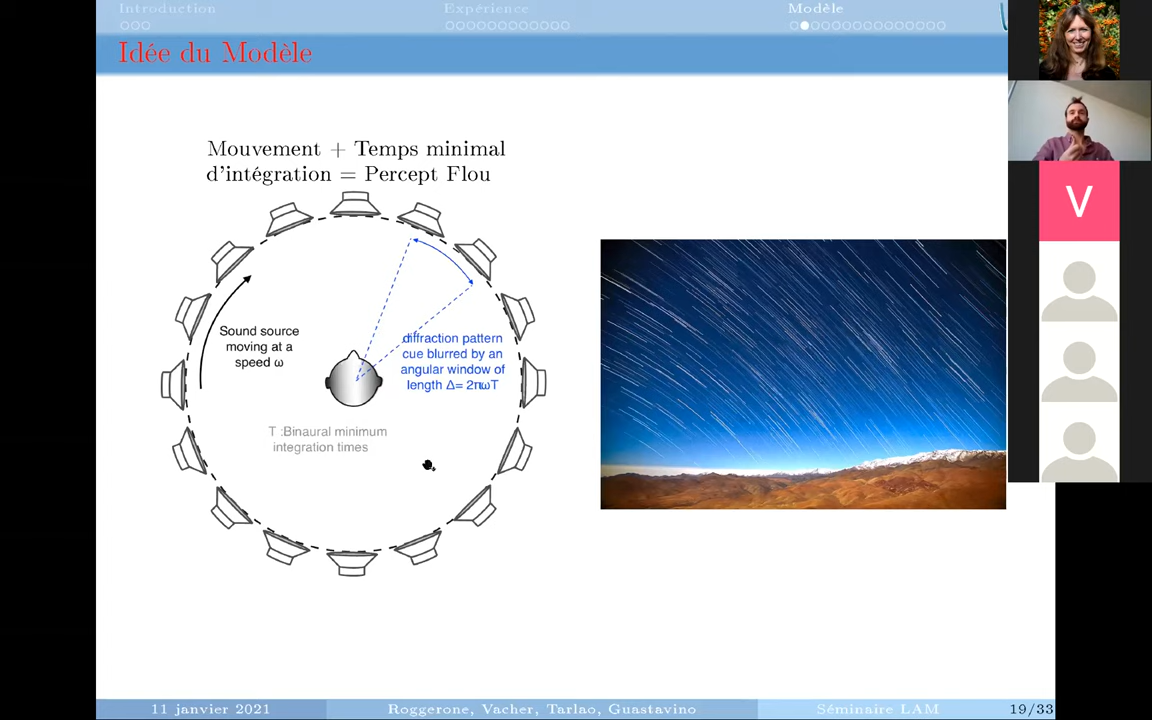 Introduction
Expérience
Modèle
Idée du Modèle
Mouvement + Temps minimal
d'intégration = Percept Flou
Sound source
moving at a
speed ω
diffraction pattern
cue blurred by an
angular window of
length Δ= 2πωT
T :Binaural minimum
integration times
V
11 janvier 2021
Roggerone, Vacher, Tarlao, Guastavino
Séminaire LAM
19/33